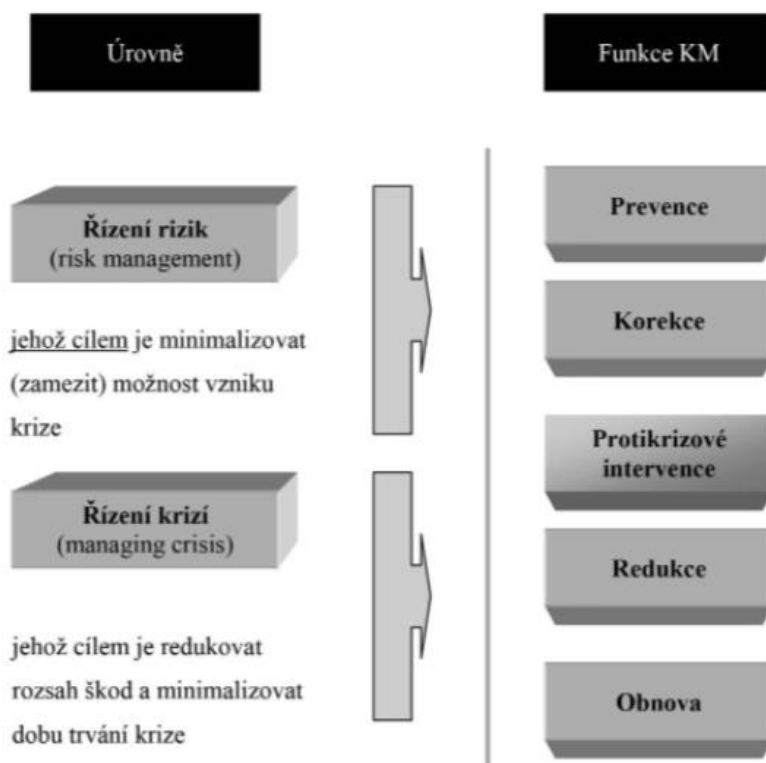 Úrovně
Funkce KM
Řízení rizik
(risk management)
jehož cílem je minimalizovat
(zamezit) možnost vzniku
krize
Řízení krizí
(managing crisis)
jehož cílem je redukovat
rozsah škod a minimalizovat
dobu trvání krize
Prevence
Korekce
Protikrizové
intervence
Redukce
Obnova